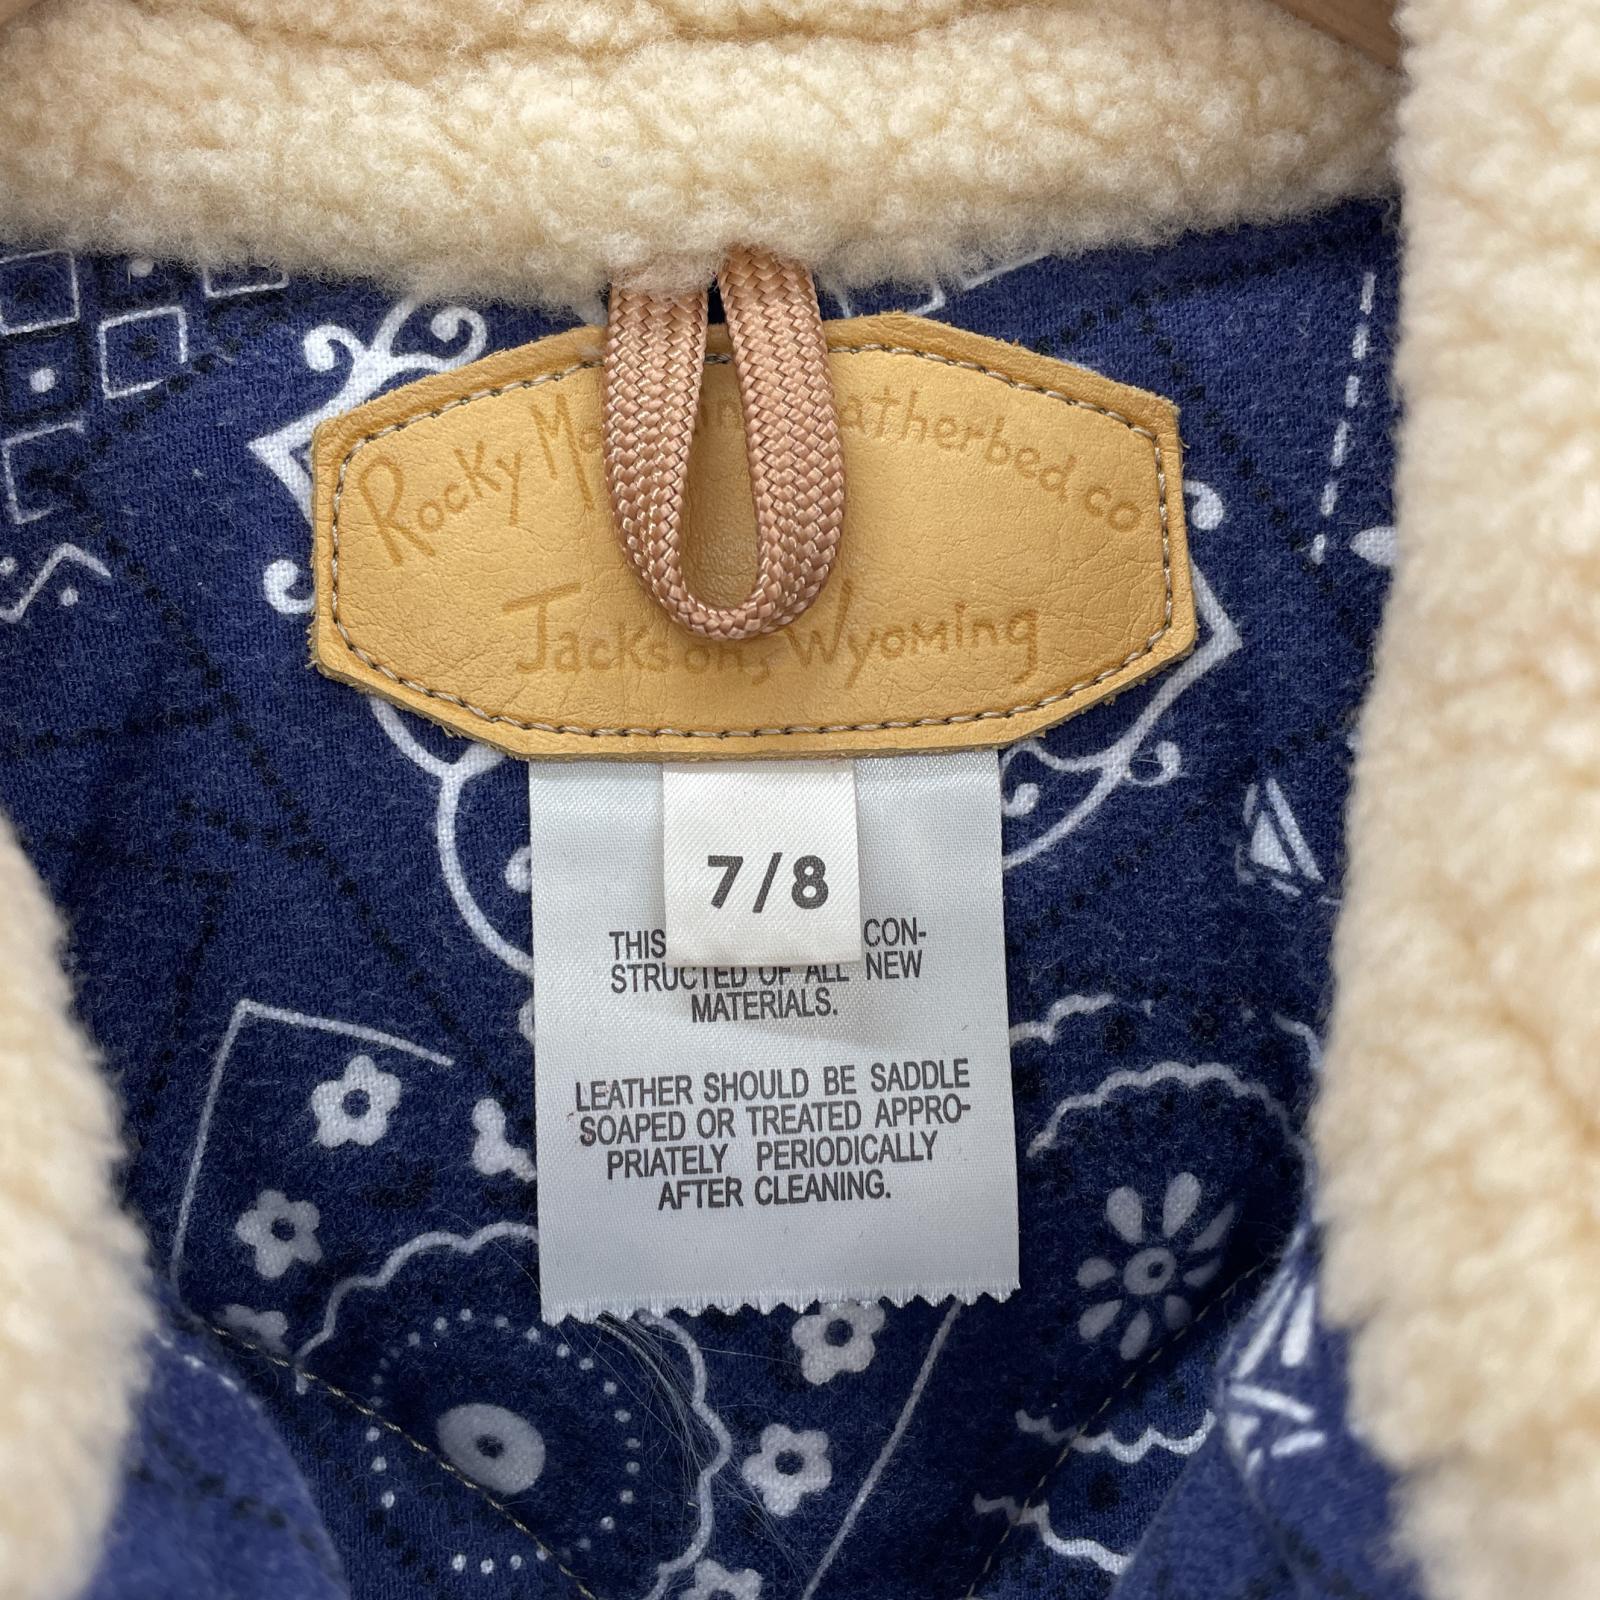 Rocky Mo in atherbed co
Jackson, Wyoming
7/8
THIS CON-
STRUCTED OF ALL NEW
MATERIALS.
LEATHER SHOULD BE SADDLE
SOAPED OR TREATED APPRO-
PRIATELY PERIODICALLY
AFTER CLEANING.